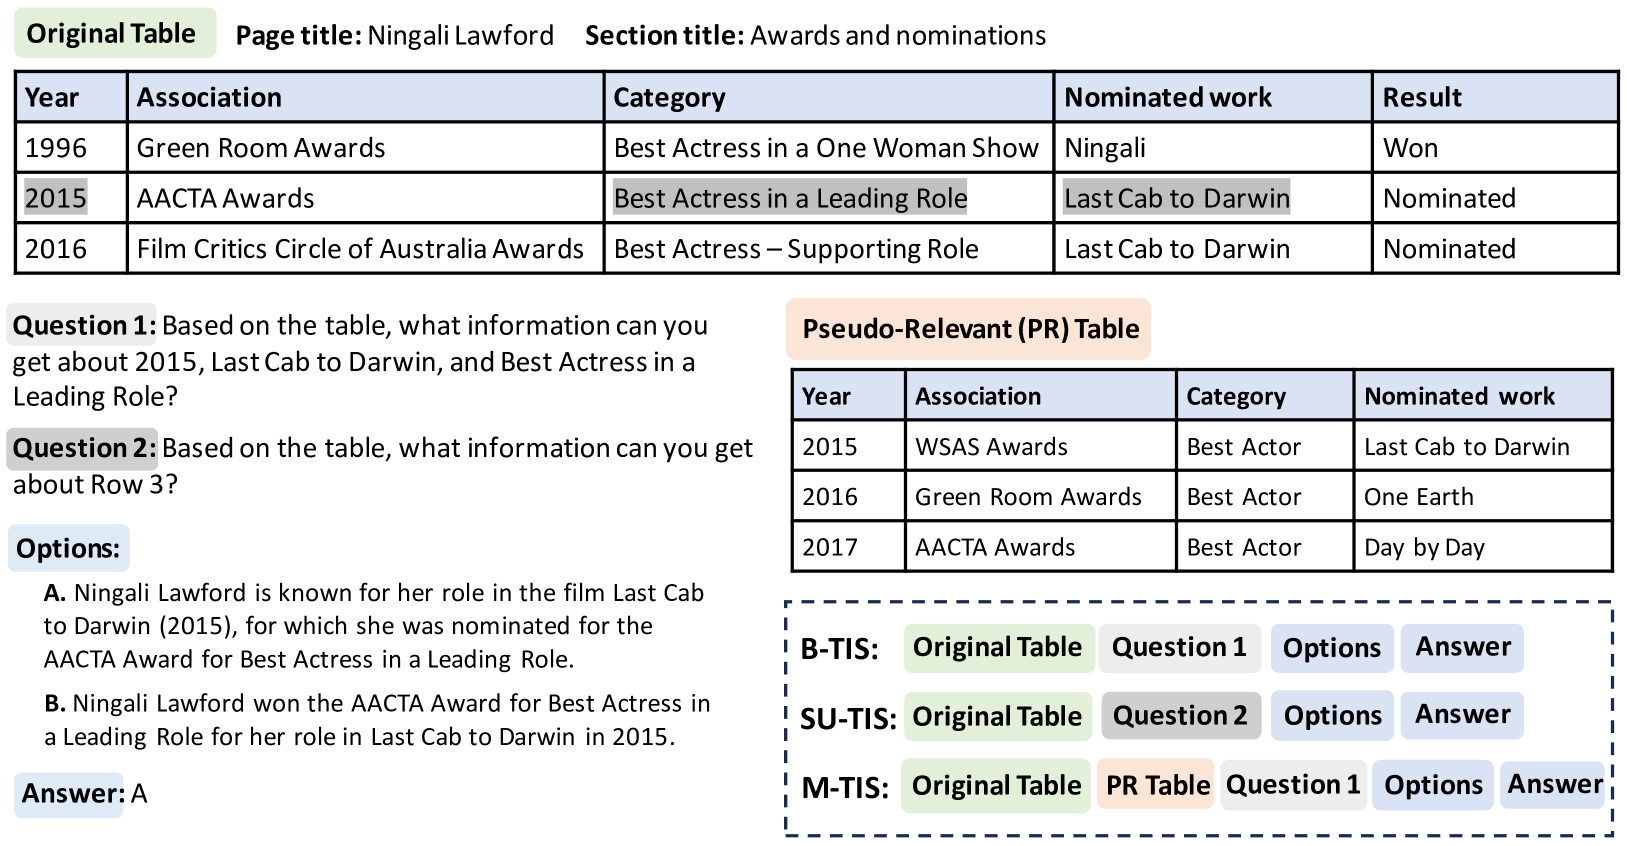 Original Table Page title: Ningali Lawford Section title: Awards and nominations
Year Association Category Nominated work Result
1996 Green Room Awards Best Actress in a One Woman Show Ningali Won
2015 AACTA Awards Best Actress in a Leading Role Last Cab to Darwin Nominated
2016 Film Critics Circle of Australia Awards Best Actress – Supporting Role Last Cab to Darwin Nominated
Question 1: Based on the table, what information can you
get about 2015, Last Cab to Darwin, and Best Actress in a
Leading Role?
Question 2: Based on the table, what information can you get
about Row 3?
Options:
A. Ningali Lawford is known for her role in the film Last Cab
to Darwin (2015), for which she was nominated for the
AACTA Award for Best Actress in a Leading Role.
B. Ningali Lawford won the AACTA Award for Best Actress in
a Leading Role for her role in Last Cab to Darwin in 2015.
Answer: A
Pseudo-Relevant (PR) Table
Year Association Category Nominated work
2015 WSAS Awards Best Actor Last Cab to Darwin
2016 Green Room Awards Best Actor One Earth
2017 AACTA Awards Best Actor Day by Day
B-TIS: Original Table Question 1 Options Answer
SU-TIS: Original Table Question 2 Options Answer
M-TIS: Original Table PR Table Question 1 Options Answer